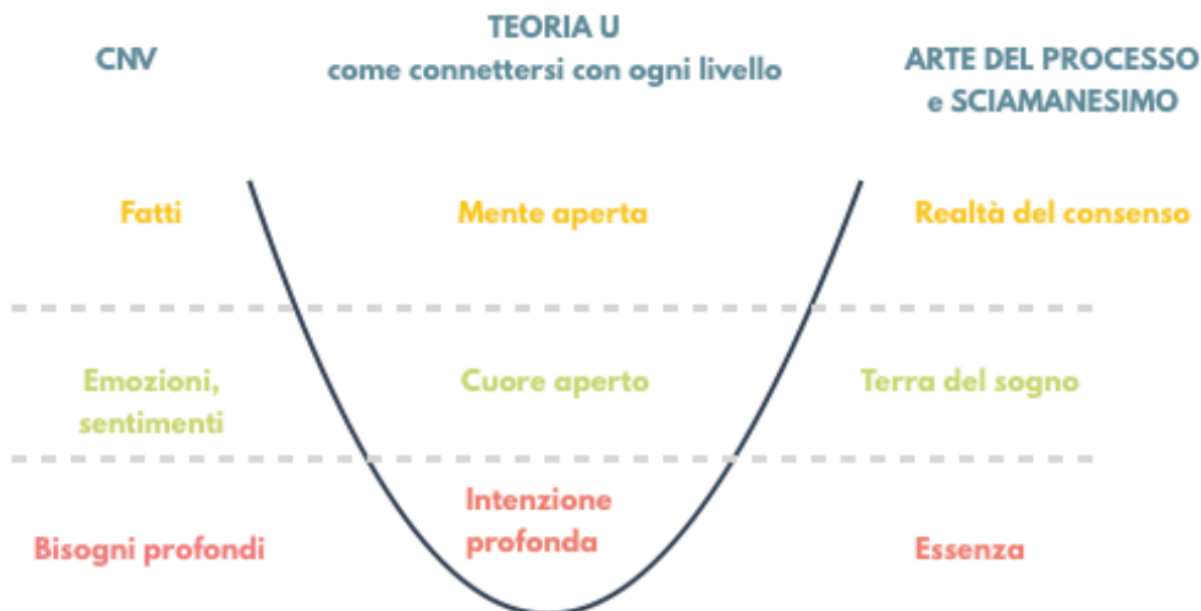 CNV
TEORIA U
come connettersi con ogni livello
ARTE DEL PROCESSO
e SCIAMANESIMO
Fatti
Mente aperta
Realtà del consenso
Emozioni,
sentimenti
Cuore aperto
Terra del sogno
Bisogni profondi
Intenzione
profonda
Essenza